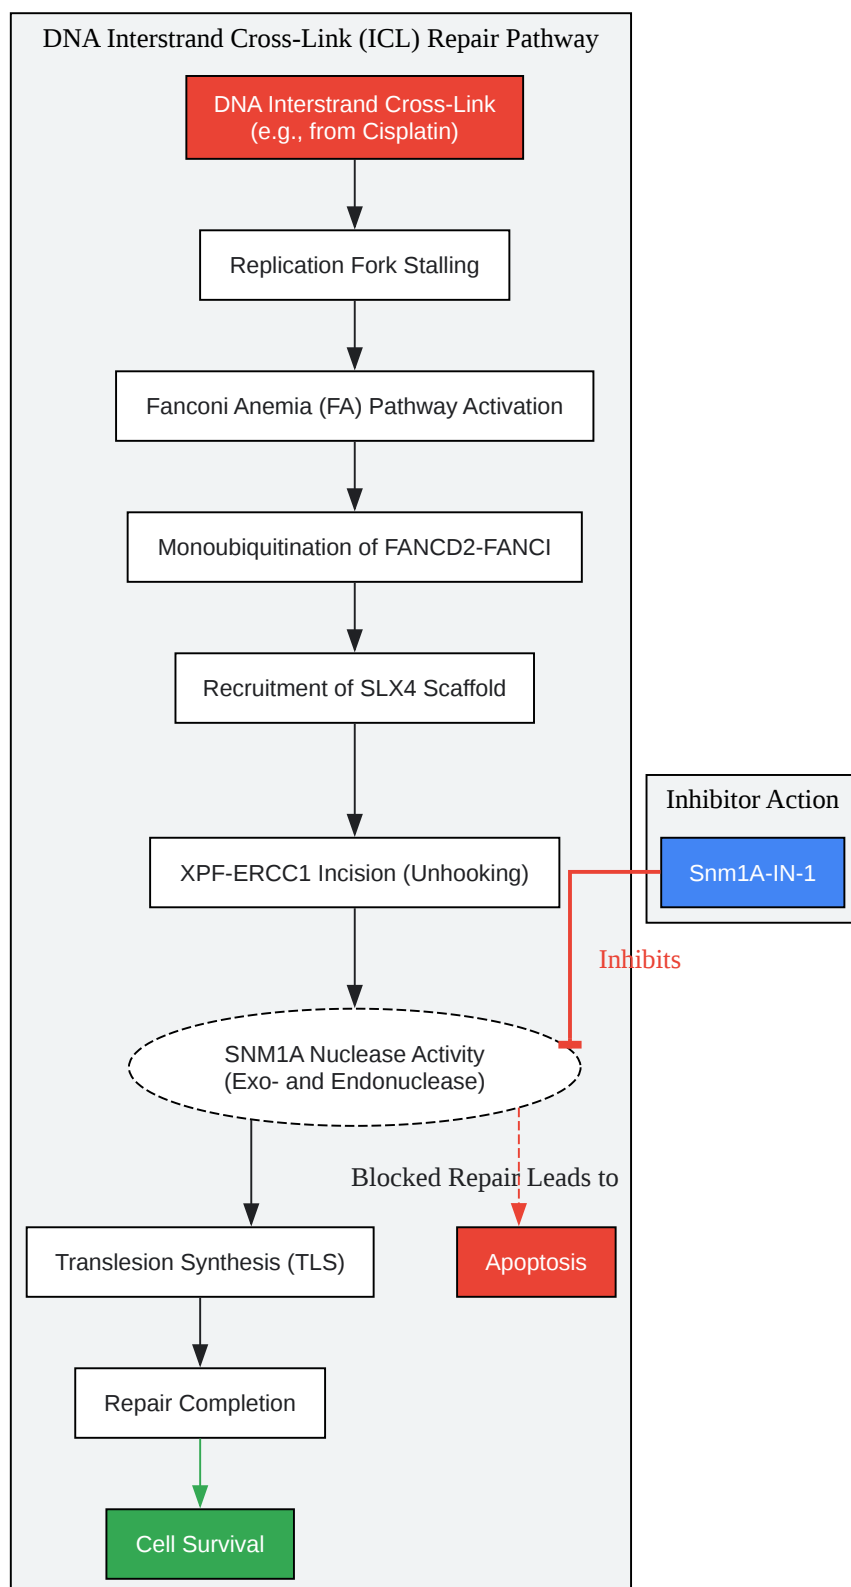 DNA Interstrand Cross-Link (ICL) Repair Pathway
DNA Interstrand Cross-Link
(e.g., from Cisplatin)
Replication Fork Stalling
Fanconi Anemia (FA) Pathway Activation
Monoubiquitination of FANCD2-FANCI
Recruitment of SLX4 Scaffold
Inhibitor Action
XPF-ERCC1 Incision (Unhooking)
Snm1A-IN-1
Inhibits
SNM1A Nuclease Activity
(Exo- and Endonuclease)
Blocked Repair Leads to
Translesion Synthesis (TLS)
Apoptosis
Repair Completion
Cell Survival